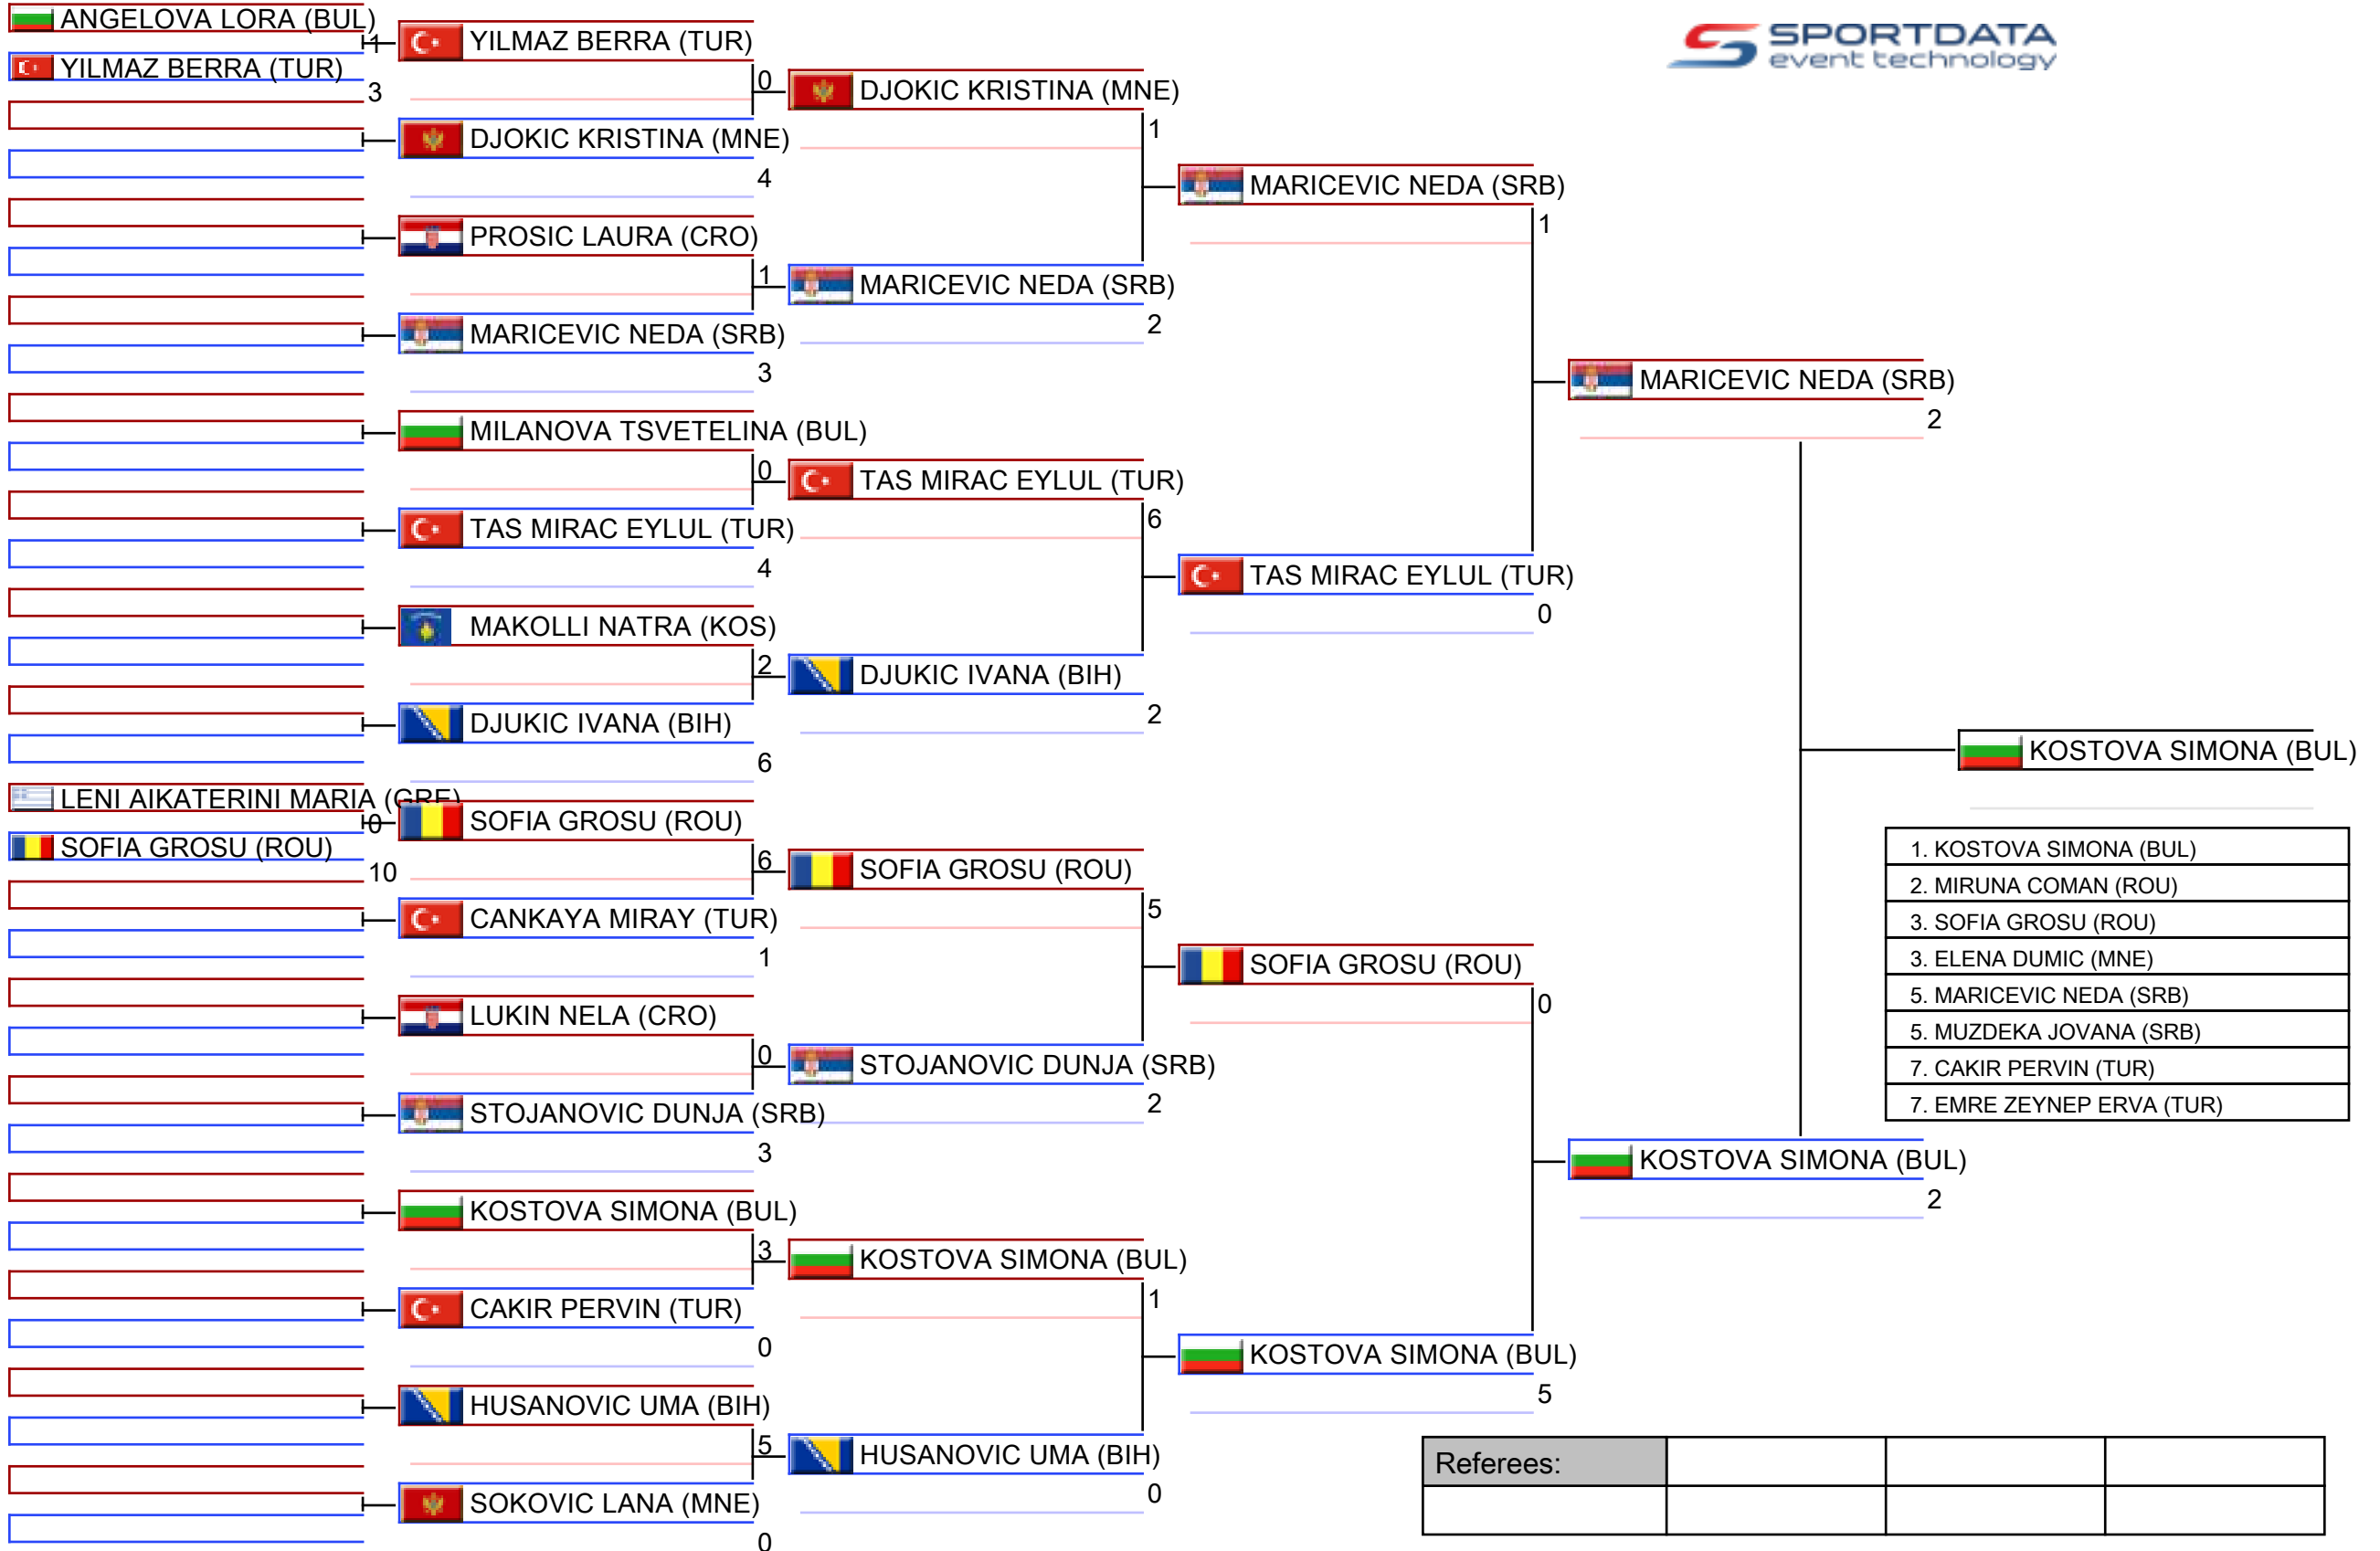 ANGELOVA LORA (BUL)
1
YILMAZ BERRA (TUR)
3
LENI AIKATERINI MARIA (GRE)
0
SOFIA GROSU (ROU)
10
YILMAZ BERRA (TUR)
0
DJOKIC KRISTINA (MNE)
4
PROSIC LAURA (CRO)
1
MARICEVIC NEDA (SRB)
3
MILANOVA TSVETELINA (BUL)
0
TAS MIRAC EYLUL (TUR)
4
MAKOLLI NATRA (KOS)
2
DJUKIC IVANA (BIH)
6
SOFIA GROSU (ROU)
6
CANKAYA MIRAY (TUR)
1
LUKIN NELA (CRO)
0
STOJANOVIC DUNJA (SRB)
3
KOSTOVA SIMONA (BUL)
3
CAKIR PERVIN (TUR)
0
HUSANOVIC UMA (BIH)
5
SOKOVIC LANA (MNE)
0
DJOKIC KRISTINA (MNE)
1
MARICEVIC NEDA (SRB)
2
TAS MIRAC EYLUL (TUR)
6
DJUKIC IVANA (BIH)
2
SOFIA GROSU (ROU)
5
STOJANOVIC DUNJA (SRB)
2
KOSTOVA SIMONA (BUL)
1
HUSANOVIC UMA (BIH)
0
MARICEVIC NEDA (SRB)
1
TAS MIRAC EYLUL (TUR)
0
SOFIA GROSU (ROU)
0
KOSTOVA SIMONA (BUL)
5
MARICEVIC NEDA (SRB)
2
KOSTOVA SIMONA (BUL)
2
KOSTOVA SIMONA (BUL)
SPORTDATA
event technology
1. KOSTOVA SIMONA (BUL)
2. MIRUNA COMAN (ROU)
3. SOFIA GROSU (ROU)
3. ELENA DUMIC (MNE)
5. MARICEVIC NEDA (SRB)
5. MUZDEKA JOVANA (SRB)
7. CAKIR PERVIN (TUR)
7. EMRE ZEYNEP ERVA (TUR)
Referees: